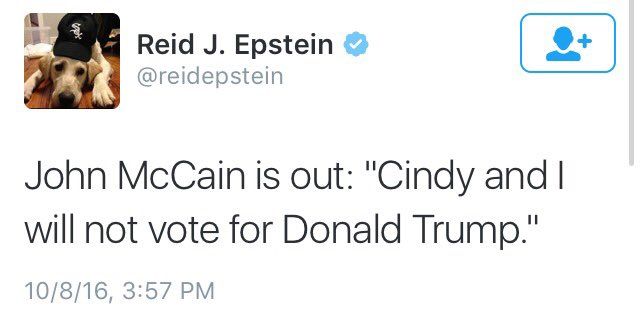 Reid J. Epstein
@reidepstein
John McCain is out: "Cindy and I
will not vote for Donald Trump."
10/8/16, 3:57 PM